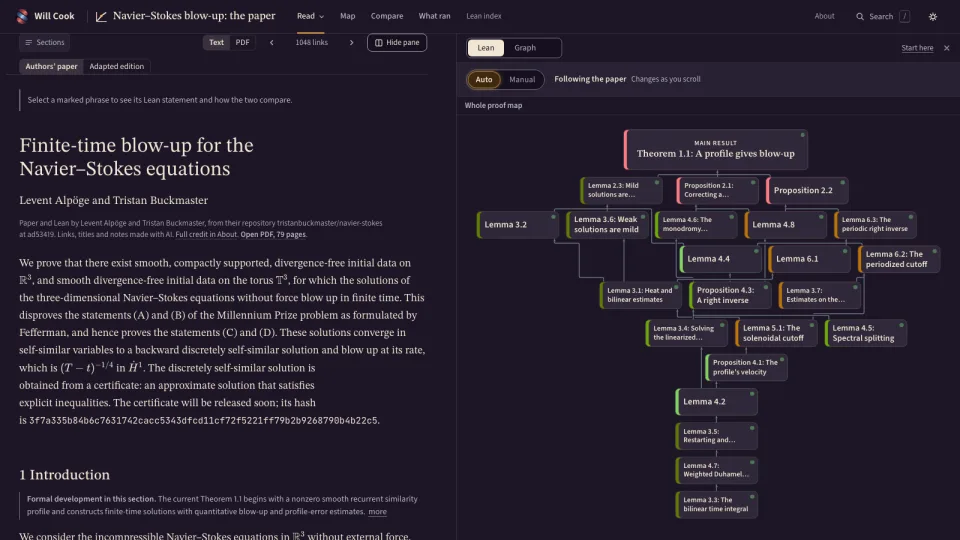 Will Cook
Navier–Stokes blow-up: the paper
Read
Map
Compare
What ran
Lean index
About
Search /
Sections
Text PDF
1048 links
Hide pane
Authors' paper Adapted edition
Select a marked phrase to see its Lean statement and how the two compare.
Finite-time blow-up for the
Navier–Stokes equations
Levent Alpöge and Tristan Buckmaster
Paper and Lean by Levent Alpöge and Tristan Buckmaster, from their repository tristanbuckmaster/navier-stokes
at ad53419. Links, titles and notes made with AI. Full credit in About. Open PDF, 79 pages.
We prove that there exist smooth, compactly supported, divergence-free initial data on
ℝ³, and smooth divergence-free initial data on the torus 𝕋³, for which the solutions of
the three-dimensional Navier–Stokes equations without force blow up in finite time. This
disproves the statements (A) and (B) of the Millennium Prize problem as formulated by
Fefferman, and hence proves the statements (C) and (D). These solutions converge in
self-similar variables to a backward discretely self-similar solution and blow up at its rate,
which is (T − t)^−1/4 in Ḣ¹. The discretely self-similar solution is
obtained from a certificate: an approximate solution that satisfies
explicit inequalities. The certificate will be released soon; its hash
is 3f7a335b84b6c7631742cacc5343dfcd11cf72f5221ff79b2b9268790b4b22c5.
1 Introduction
Formal development in this section. The current Theorem 1.1 begins with a nonzero smooth recurrent similarity
profile and constructs finite-time solutions with quantitative blow-up and profile-error estimates. more
We consider the incompressible Navier–Stokes equations in ℝ³ without external force,
Lean Graph
Start here
Auto Manual
Following the paper Changes as you scroll
Whole proof map
MAIN RESULT
Theorem 1.1: A profile gives blow-up
Lemma 2.3: Mild
solutions are…
Proposition 2.1:
Correcting a…
Proposition 2.2
Lemma 3.2
Lemma 3.6: Weak
solutions are mild
Lemma 4.6: The
monodromy…
Lemma 4.8
Lemma 6.3: The
periodic right inverse
Lemma 4.4
Lemma 6.1
Lemma 6.2: The
periodized cutoff
Lemma 3.1: Heat and
bilinear estimates
Proposition 4.3:
A right inverse
Lemma 3.7:
Estimates on the…
Lemma 3.4: Solving
the linearized…
Lemma 5.1: The
solenoidal cutoff
Lemma 4.5:
Spectral splitting
Proposition 4.1: The
profile's velocity
Lemma 4.2
Lemma 3.5:
Restarting and…
Lemma 4.7:
Weighted Duhamel…
Lemma 3.3: The
bilinear time integral